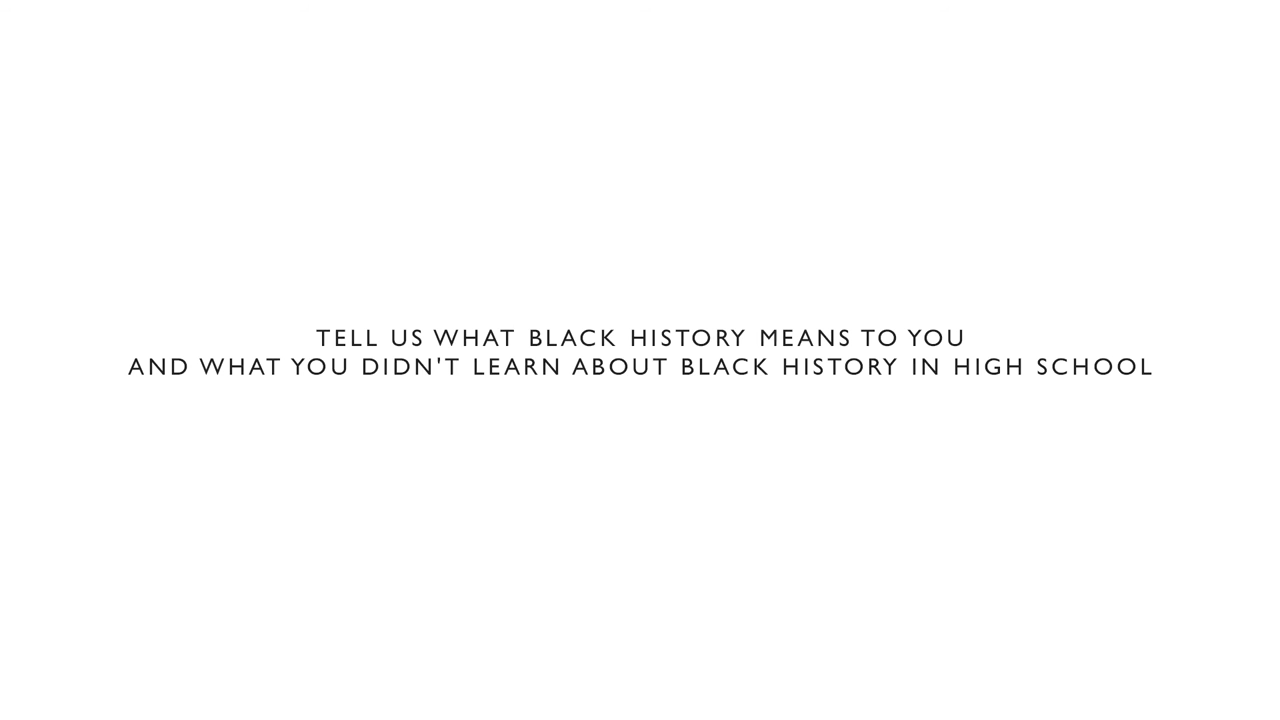 TELL US WHAT BLACK HISTORY MEANS TO YOU
AND WHAT YOU DIDN'T LEARN ABOUT BLACK HISTORY IN HIGH SCHOOL